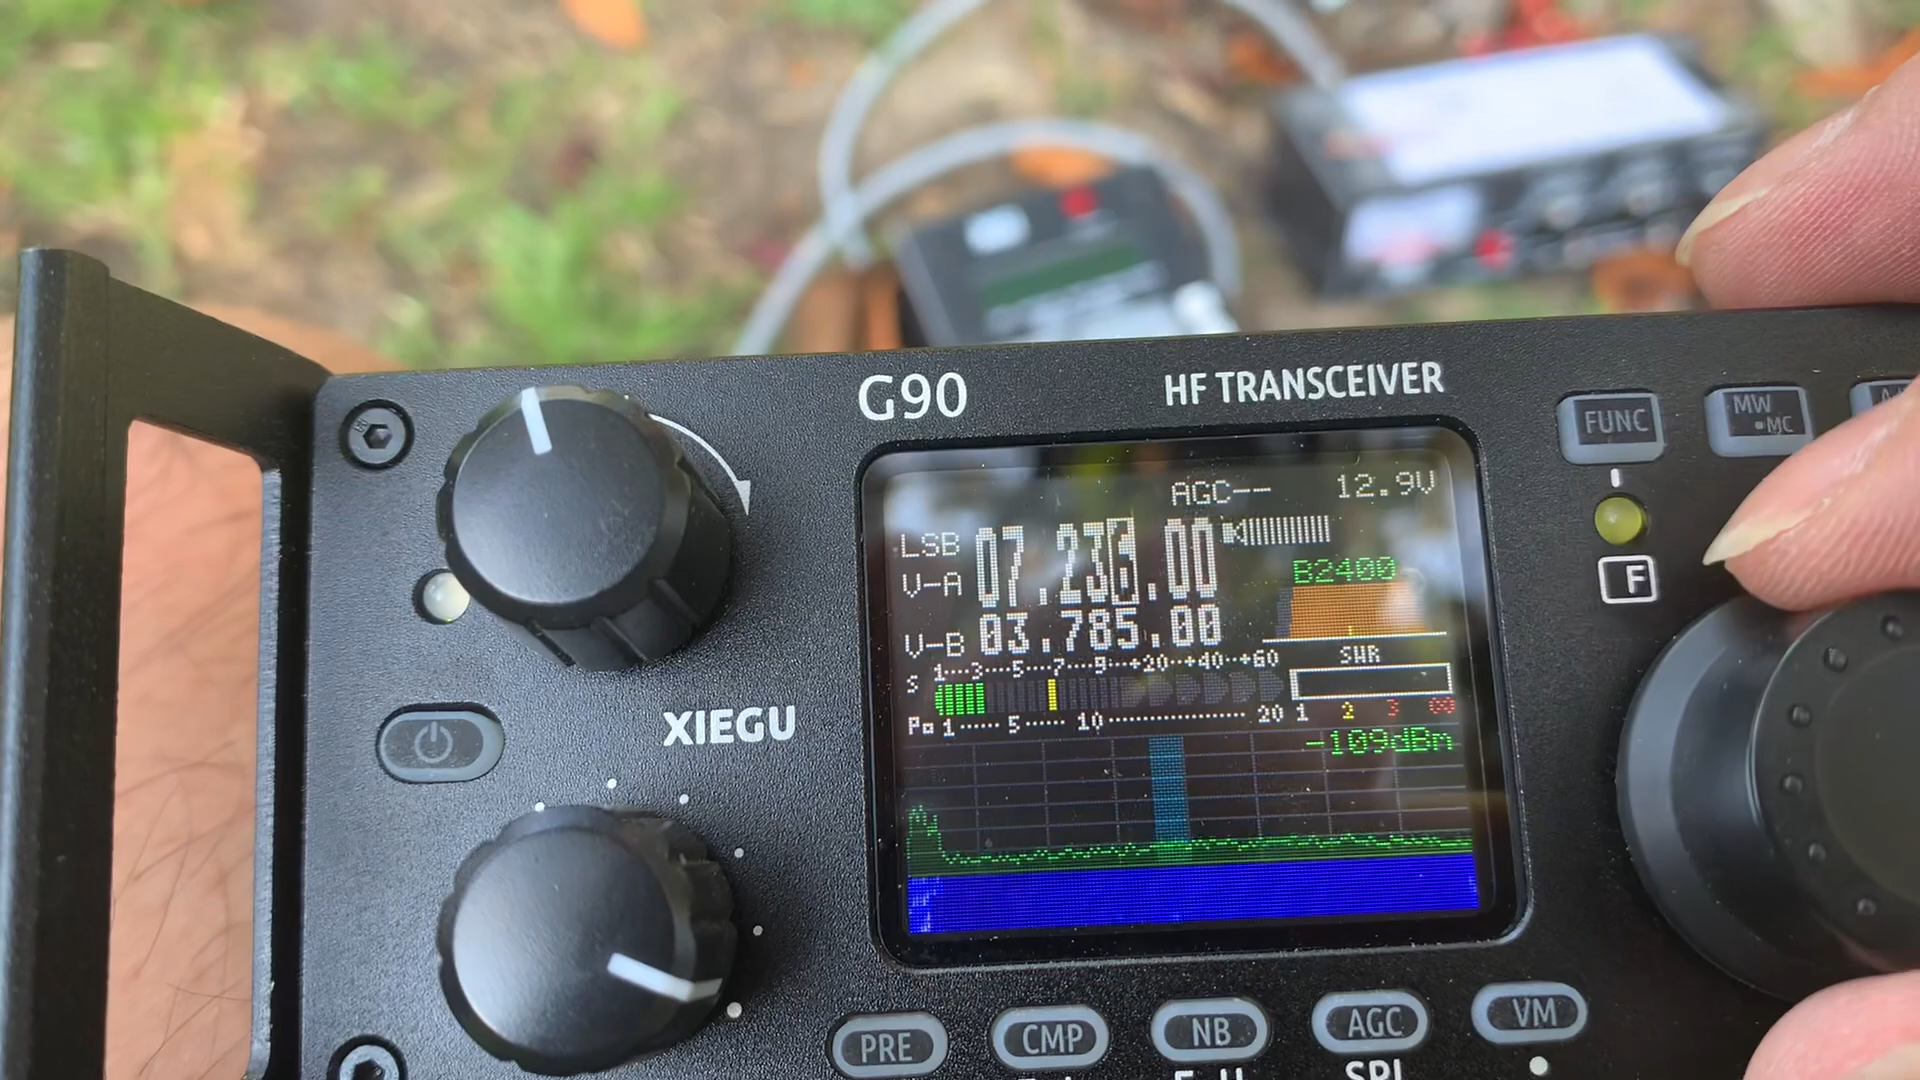 G90
HF TRANSCEIVER
FUNC
MW
•MC
AGC--
12.9V
LSB
07.236.00
V-A
B2400
V-B
03.785.00
1···3···5···7···9··+20··+40··+60
S
SWR
Po 1······5······10·····················20
1 2 3 ∞
-109dBm
F
XIEGU
PRE
CMP
NB
AGC
VM
SPL